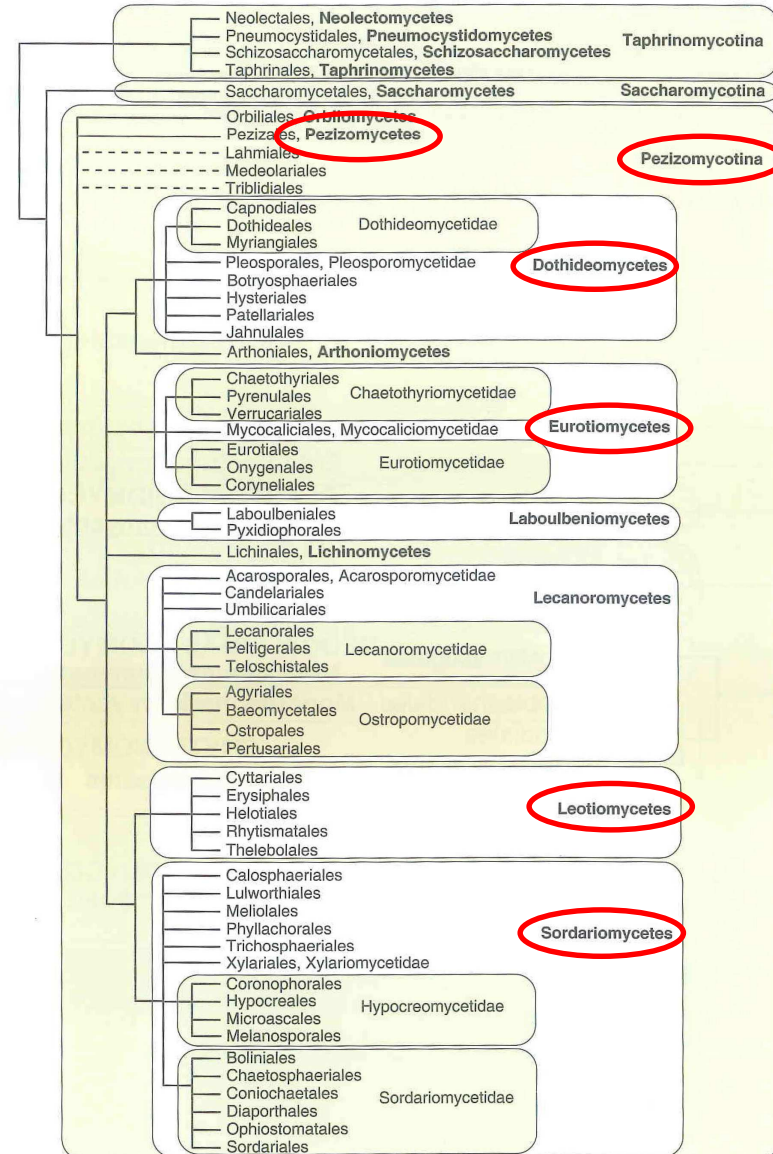 Neolectales, Neolectomycetes
Pneumocystidales, Pneumocystidomycetes
Taphrinomycotina
Schizosaccharomycetales, Schizosaccharomycetes
Taphrinales, Taphrinomycetes
Saccharomycetales, Saccharomycetes
Saccharomycotina
Orbiliales, Orbiliomycetes
Pezizales, Pezizomycetes
Lahmiales
Pezizomycotina
Medeolariales
Triblidiales
Capnodiales
Dothideales
Dothideomycetidae
Myriangiales
Pleosporales, Pleosporomycetidae
Dothideomycetes
Botryosphaeriales
Hysteriales
Patellariales
Jahnulales
Arthoniales, Arthoniomycetes
Chaetothyriales
Pyrenulales
Chaetothyriomycetidae
Verrucariales
Mycocaliciales, Mycocaliciomycetidae
Eurotiomycetes
Eurotiales
Onygenales
Eurotiomycetidae
Coryneliales
Laboulbeniales
Laboulbeniomycetes
Pyxidiophorales
Lichinales, Lichinomycetes
Acarosporales, Acarosporomycetidae
Candelariales
Lecanoromycetes
Umbilicariales
Lecanorales
Peltigerales
Lecanoromycetidae
Teloschistales
Agyriales
Baeomycetales
Ostropomycetidae
Ostropales
Pertusariales
Cyttariales
Erysiphales
Helotiales
Leotiomycetes
Rhytismatales
Thelebolales
Calosphaeriales
Lulworthiales
Meliolales
Phyllachorales
Sordariomycetes
Trichosphaeriales
Xylariales, Xylariomycetidae
Coronophorales
Hypocreales
Hypocreomycetidae
Microascales
Melanosporales
Boliniales
Chaetosphaeriales
Coniochaetales
Sordariomycetidae
Diaporthales
Ophiostomatales
Sordariales